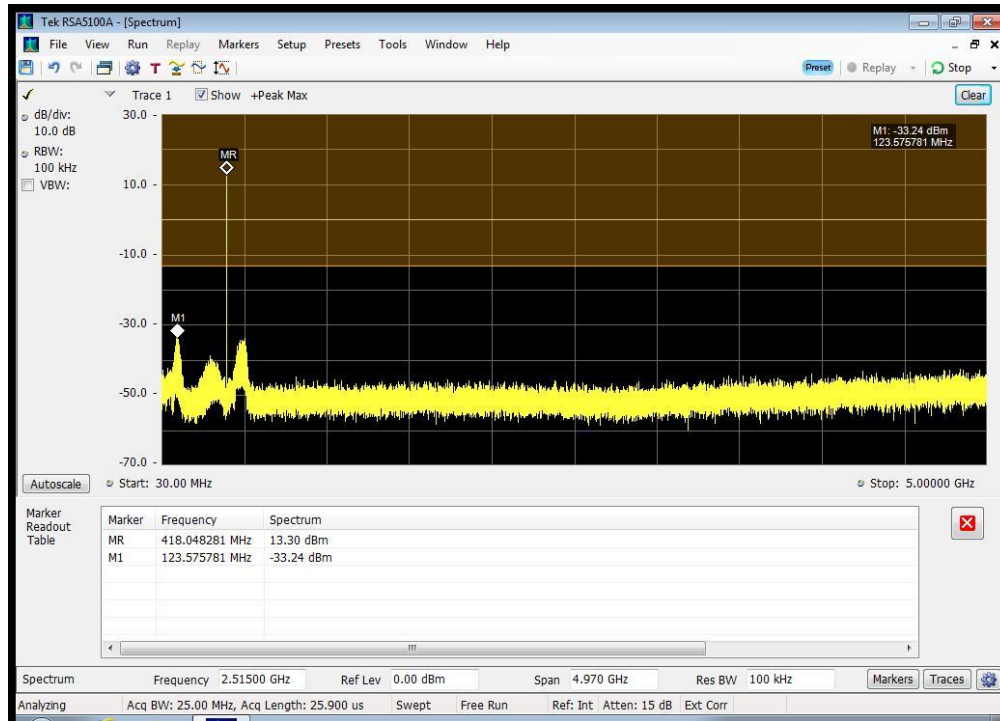 Tek RSA5100A - [Spectrum]
File View Run Replay Markers Setup Presets Tools Window Help
T Preset Replay Stop
Trace 1 Show +Peak Max Clear
dB/div: 10.0 dB
RBW: 100 kHz
VBW:
30.0
10.0
-10.0
-30.0
-50.0
-70.0
MR
M1
M1: -33.24 dBm
123.575781 MHz
Autoscale Start: 30.00 MHz Stop: 5.00000 GHz
Marker Readout Table
Marker Frequency Spectrum
MR 418.048281 MHz 13.30 dBm
M1 123.575781 MHz -33.24 dBm
Spectrum Frequency 2.51500 GHz Ref Lev 0.00 dBm Span 4.970 GHz Res BW 100 kHz Markers Traces
Analyzing Acq BW: 25.00 MHz, Acq Length: 25.900 us Swept Free Run Ref: Int Atten: 15 dB Ext Corr